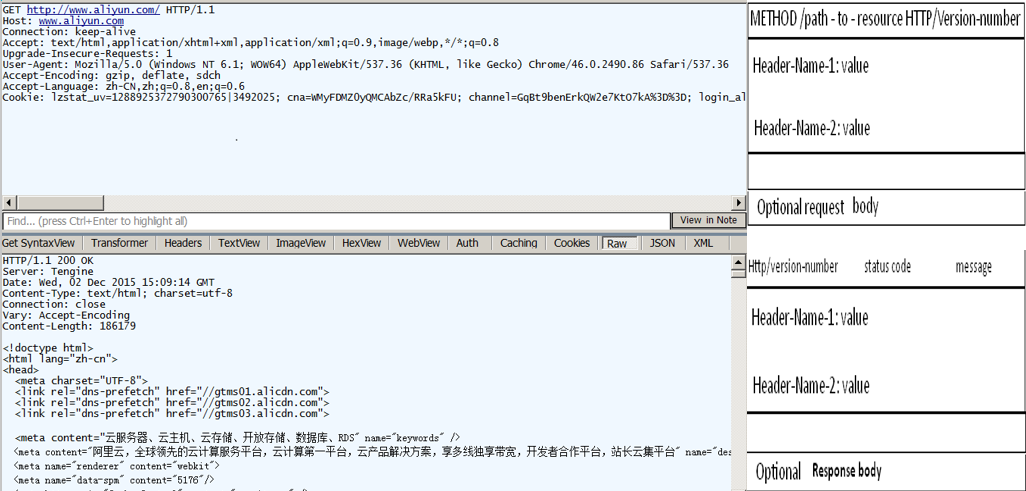 GET http://www.aliyun.com/ HTTP/1.1
Host: www.aliyun.com
Connection: keep-alive
Accept: text/html,application/xhtml+xml,application/xml;q=0.9,image/webp,*/*;q=0.8
Upgrade-Insecure-Requests: 1
User-Agent: Mozilla/5.0 (Windows NT 6.1; WOW64) AppleWebKit/537.36 (KHTML, like Gecko) Chrome/46.0.2490.86 Safari/537.36
Accept-Encoding: gzip, deflate, sdch
Accept-Language: zh-CN,zh;q=0.8,en;q=0.6
Cookie: lzstat_uv=1288925372790300765|3492025; cna=WMyFDMZ0yQMCAbZc/RRa5kFU; channel=GqBt9benErkQW2e7KtO7kA%3D%3D; login_al
Find... (press Ctrl+Enter to highlight all)
View in Note
Get SyntaxView Transformer Headers TextView ImageView HexView WebView Auth Caching Cookies Raw JSON XML
HTTP/1.1 200 OK
Server: Tengine
Date: Wed, 02 Dec 2015 15:09:14 GMT
Content-Type: text/html; charset=utf-8
Connection: close
Vary: Accept-Encoding
Content-Length: 186179
<!doctype html>
<html lang="zh-cn">
<head>
<meta charset="UTF-8">
<link rel="dns-prefetch" href="//gtms01.alicdn.com">
<link rel="dns-prefetch" href="//gtms02.alicdn.com">
<link rel="dns-prefetch" href="//gtms03.alicdn.com">
<meta content="云服务器、云主机、云存储、开放存储、数据库、RDS" name="keywords" />
<meta content="阿里云，全球领先的云计算服务平台，云计算第一平台，云产品解决方案，享多线独享带宽，开发者合作平台，站长云集平台" name="des
<meta name="renderer" content="webkit">
<meta name="data-spm" content="5176"/>
METHOD /path - to - resource HTTP/Version-number
Header-Name-1: value
Header-Name-2: value
Optional request body
Http/version-number status code message
Header-Name-1: value
Header-Name-2: value
Optional Response body